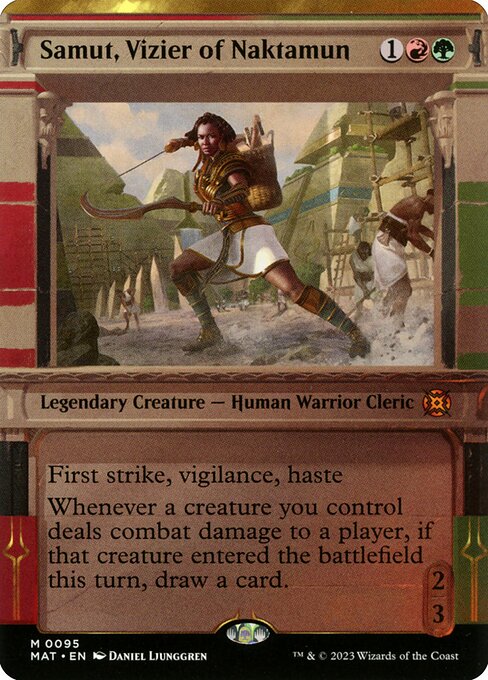 Samut, Vizier of Naktamun 1
Legendary Creature — Human Warrior Cleric
First strike, vigilance, haste
Whenever a creature you control
deals combat damage to a player, if
that creature entered the battlefield
this turn, draw a card.
2
3
M 0095
MAT • EN Daniel Ljunggren ™ & © 2023 Wizards of the Coast